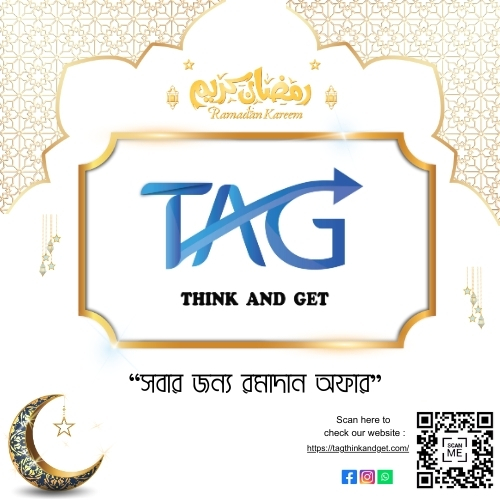 رمضان كريم
Ramadan Kareem
TAG
THINK AND GET
“সবার জন্য রমাদান অফার”
Scan here to
check our website :
https://tagthinkandget.com/
SCAN
ME